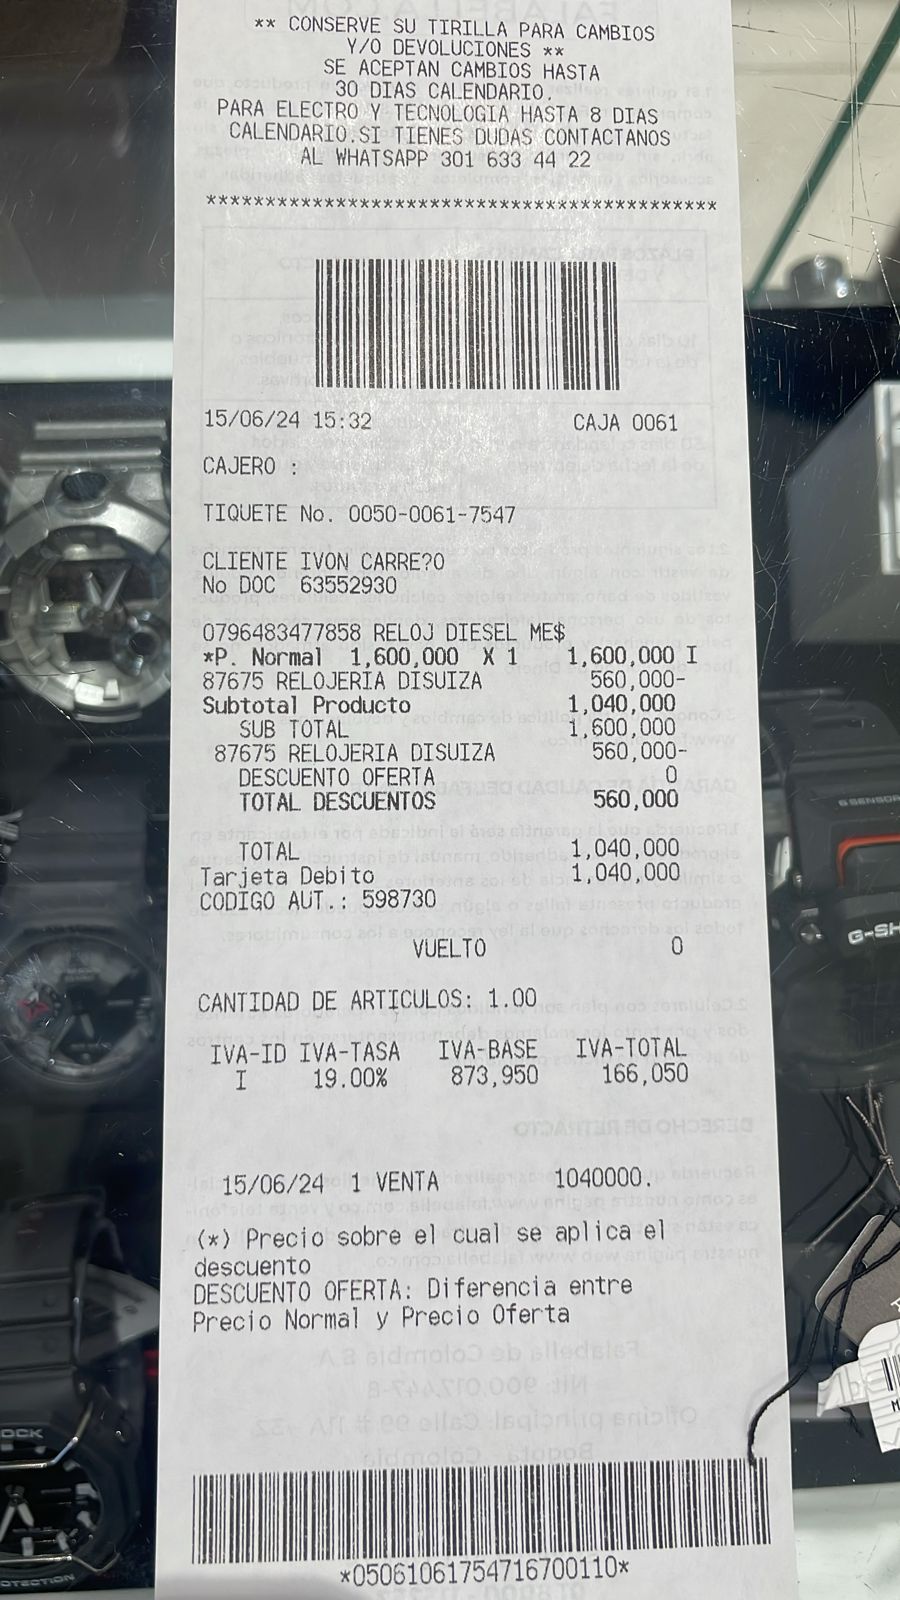 ** CONSERVE SU TIRILLA PARA CAMBIOS
Y/O DEVOLUCIONES **
SE ACEPTAN CAMBIOS HASTA
30 DIAS CALENDARIO,
PARA ELECTRO Y TECNOLOGIA HASTA 8 DIAS
CALENDARIO.SI TIENES DUDAS CONTACTANOS
AL WHATSAPP 301 633 44 22
*******************************************
15/06/24 15:32 CAJA 0061
CAJERO :
TIQUETE No. 0050-0061-7547
CLIENTE IVON CARRE?O
No DOC 63552930
0796483477858 RELOJ DIESEL ME$
*P. Normal 1,600,000 X 1 1,600,000 I
87675 RELOJERIA DISUIZA 560,000-
Subtotal Producto 1,040,000
SUB TOTAL 1,600,000
87675 RELOJERIA DISUIZA 560,000-
DESCUENTO OFERTA 0
TOTAL DESCUENTOS 560,000
TOTAL 1,040,000
Tarjeta Debito 1,040,000
CODIGO AUT.: 598730
VUELTO 0
CANTIDAD DE ARTICULOS: 1.00
IVA-ID IVA-TASA IVA-BASE IVA-TOTAL
I 19.00% 873,950 166,050
15/06/24 1 VENTA 1040000.
(*) Precio sobre el cual se aplica el
descuento
DESCUENTO OFERTA: Diferencia entre
Precio Normal y Precio Oferta
*05061061754716700110*
G-SH
OCK